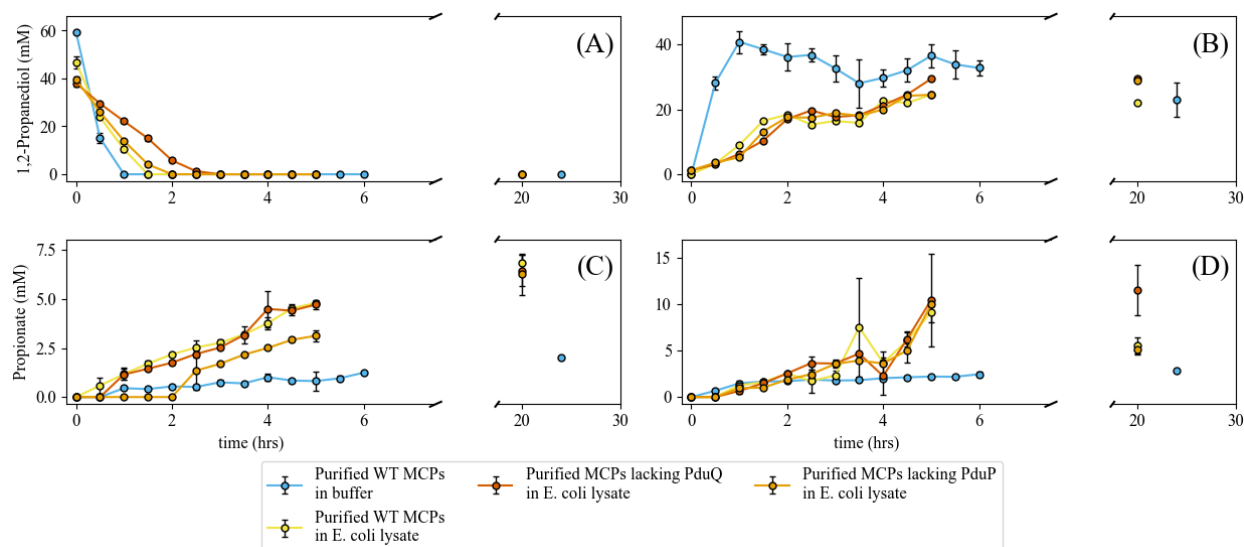 60
40
20
0
1,2-Propanediol (mM)
(A)
0
2
4
6
20
30
40
20
0
(B)
0
2
4
6
20
30
7.5
5.0
2.5
0.0
Propionate (mM)
(C)
0
2
4
6
20
30
time (hrs)
15
10
5
0
(D)
0
2
4
6
20
30
time (hrs)
Purified WT MCPs
in buffer
Purified WT MCPs
in E. coli lysate
Purified MCPs lacking PduQ
in E. coli lysate
Purified MCPs lacking PduP
in E. coli lysate